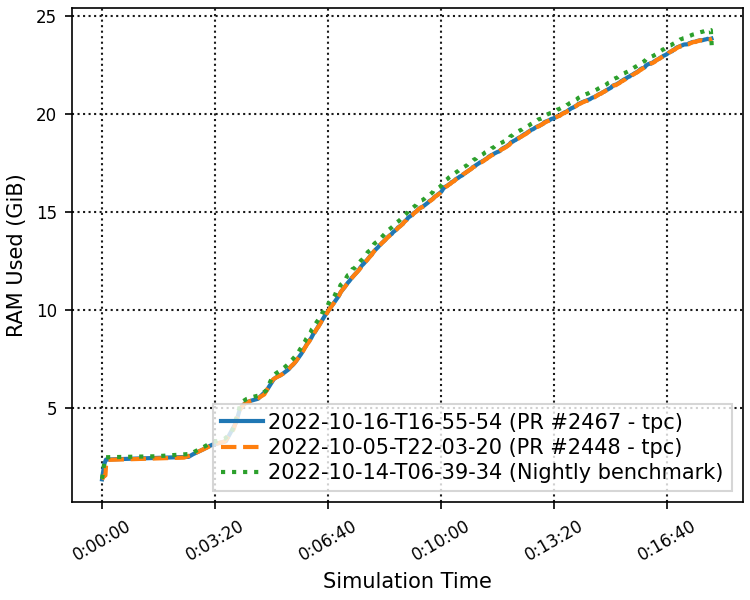 25
20
15
10
5
RAM Used (GiB)
2022-10-16-T16-55-54 (PR #2467 - tpc)
2022-10-05-T22-03-20 (PR #2448 - tpc)
2022-10-14-T06-39-34 (Nightly benchmark)
0:00:00
0:03:20
0:06:40
0:10:00
0:13:20
0:16:40
Simulation Time